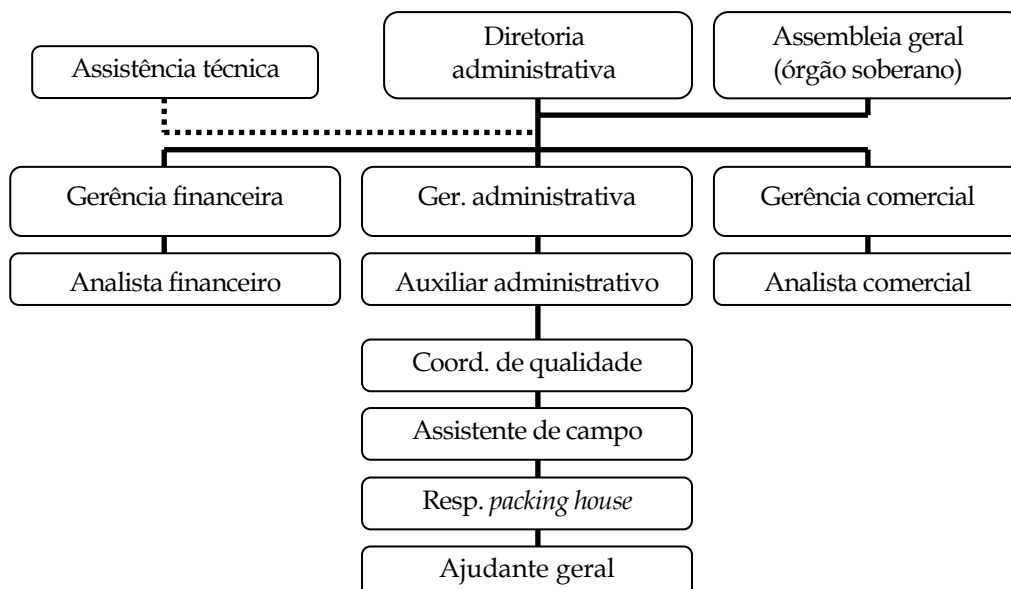 Assistência técnica
Diretoria
administrativa
Assembleia geral
(órgão soberano)
Gerência financeira
Ger. administrativa
Gerência comercial
Analista financeiro
Auxiliar administrativo
Analista comercial
Coord. de qualidade
Assistente de campo
Resp. packing house
Ajudante geral